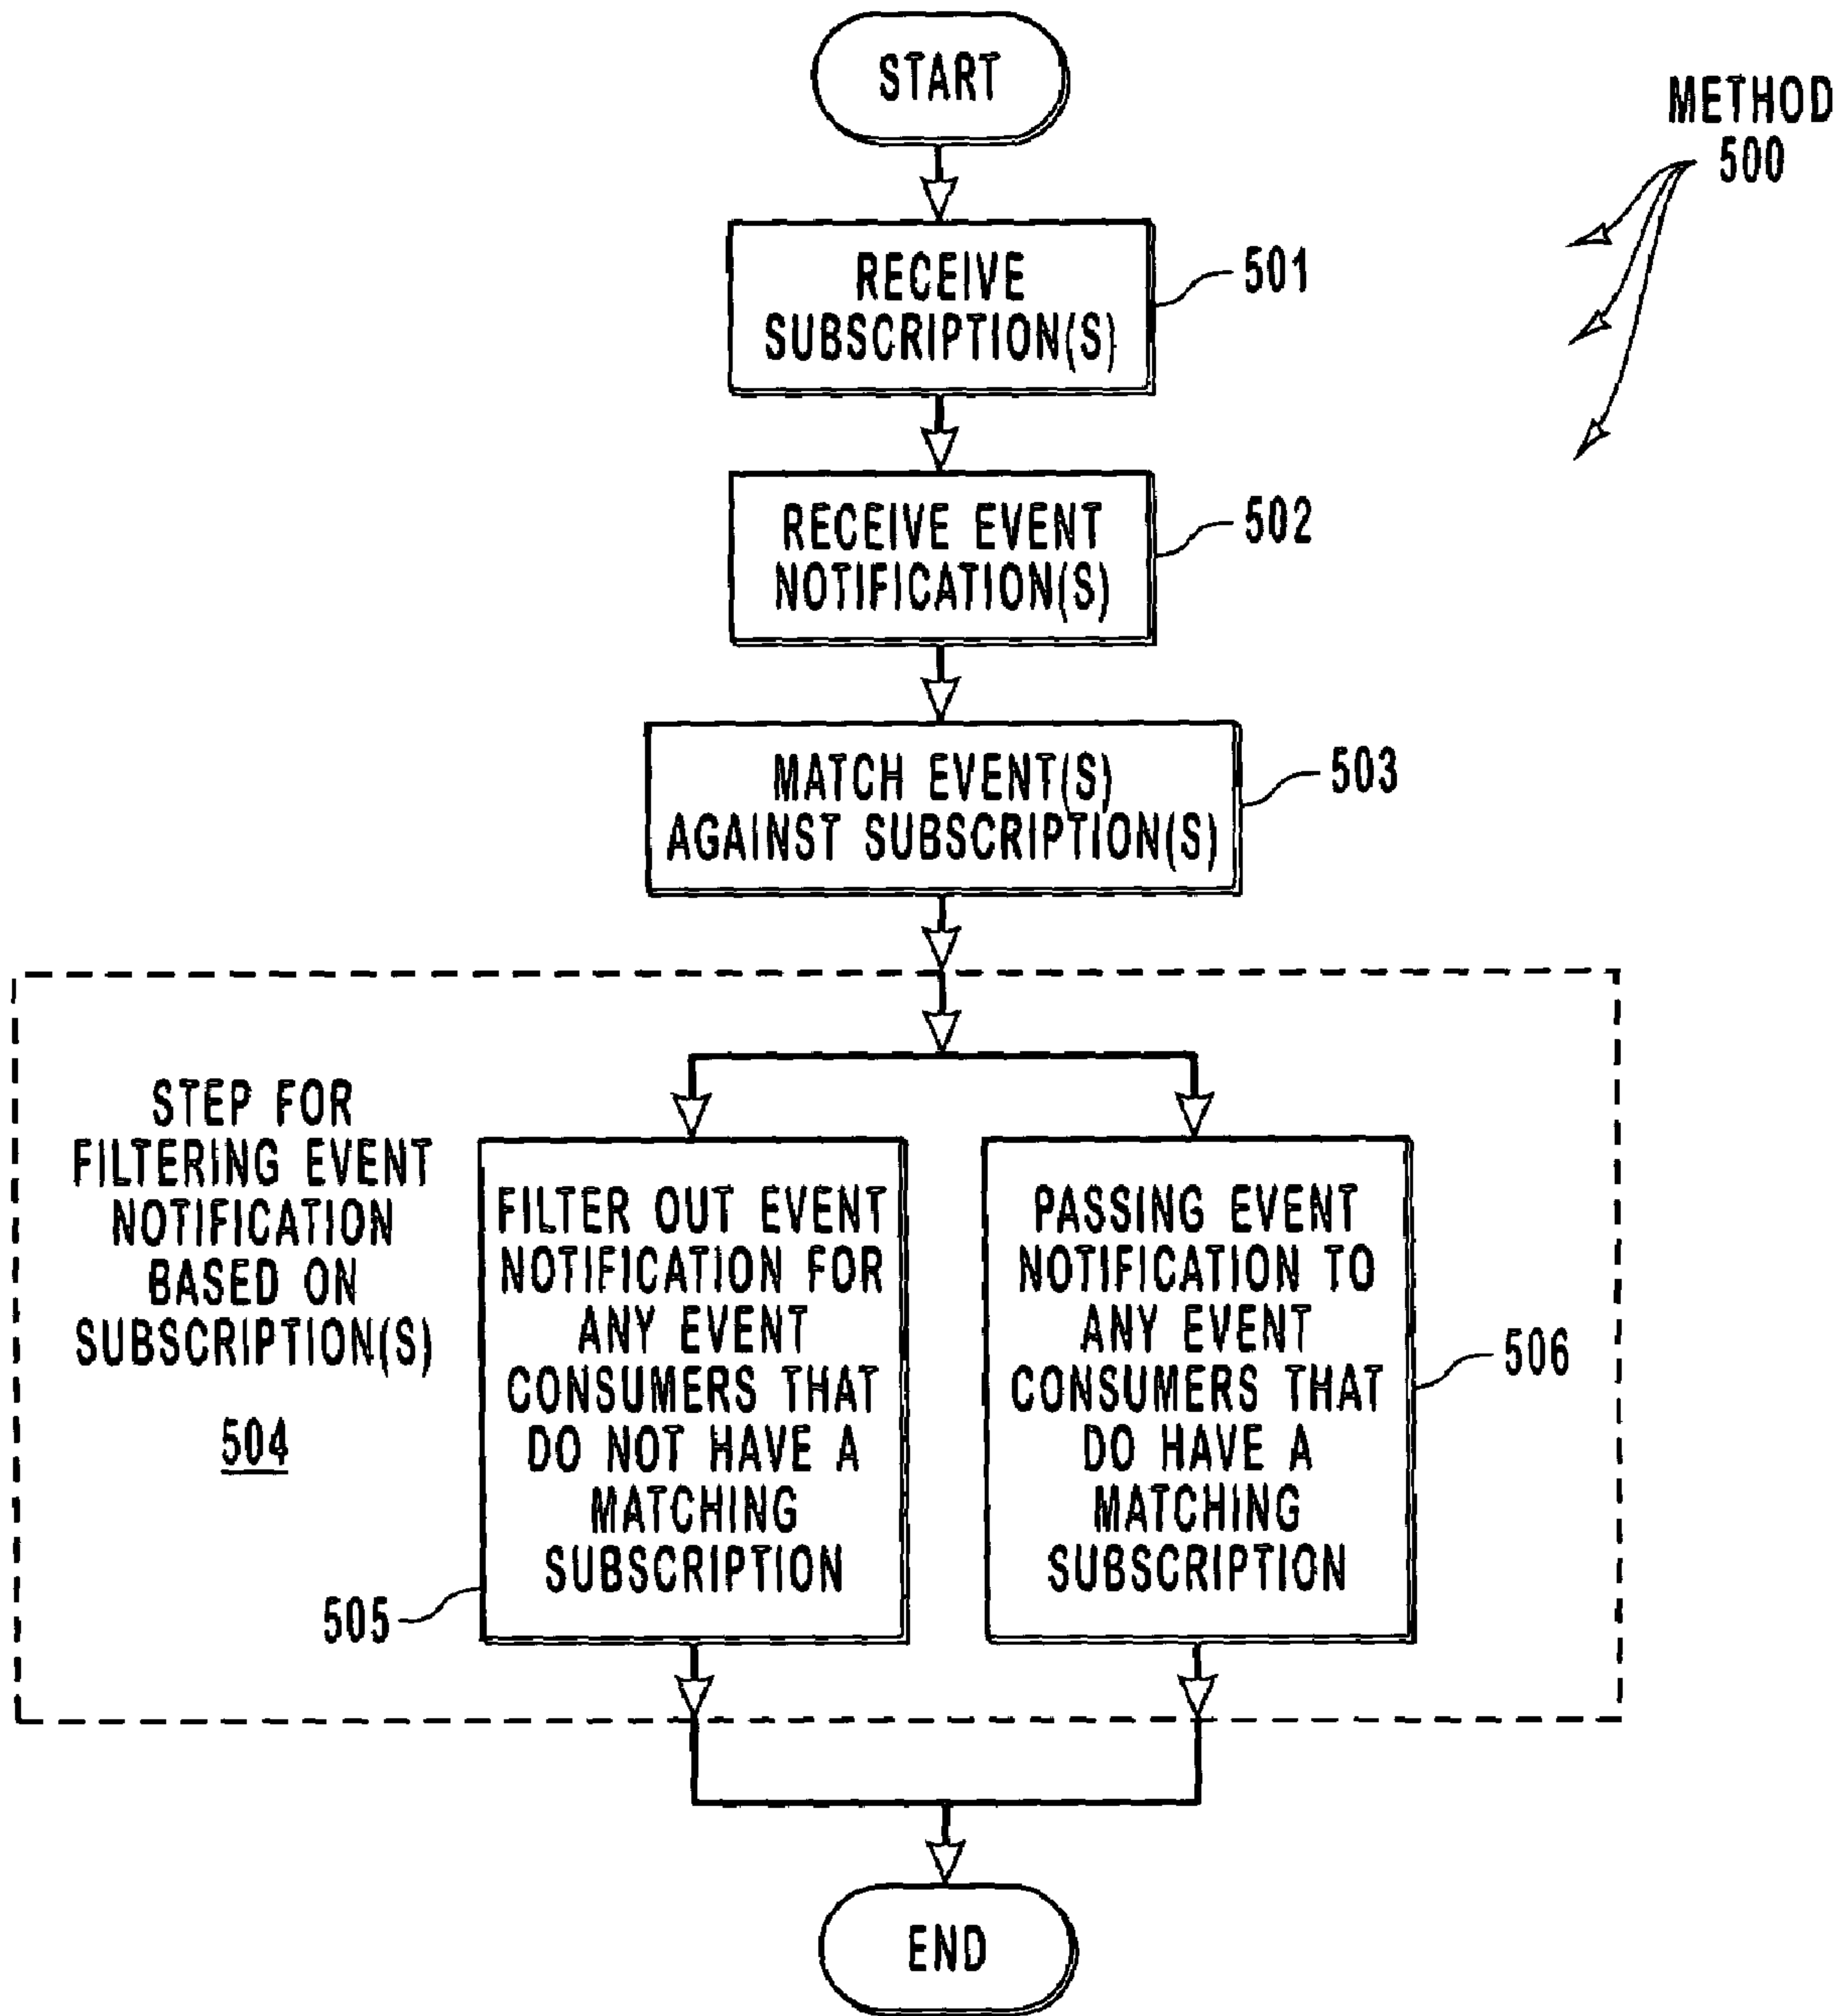 START
METHOD
500
RECEIVE
SUBSCRIPTION(S)
501
RECEIVE EVENT
NOTIFICATION(S)
502
MATCH EVENT(S)
AGAINST SUBSCRIPTION(S)
503
STEP FOR
FILTERING EVENT
NOTIFICATION
BASED ON
SUBSCRIPTION(S)
504
FILTER OUT EVENT
NOTIFICATION FOR
ANY EVENT
CONSUMERS THAT
DO NOT HAVE A
MATCHING
SUBSCRIPTION
505
PASSING EVENT
NOTIFICATION TO
ANY EVENT
CONSUMERS THAT
DO HAVE A
MATCHING
SUBSCRIPTION
506
END